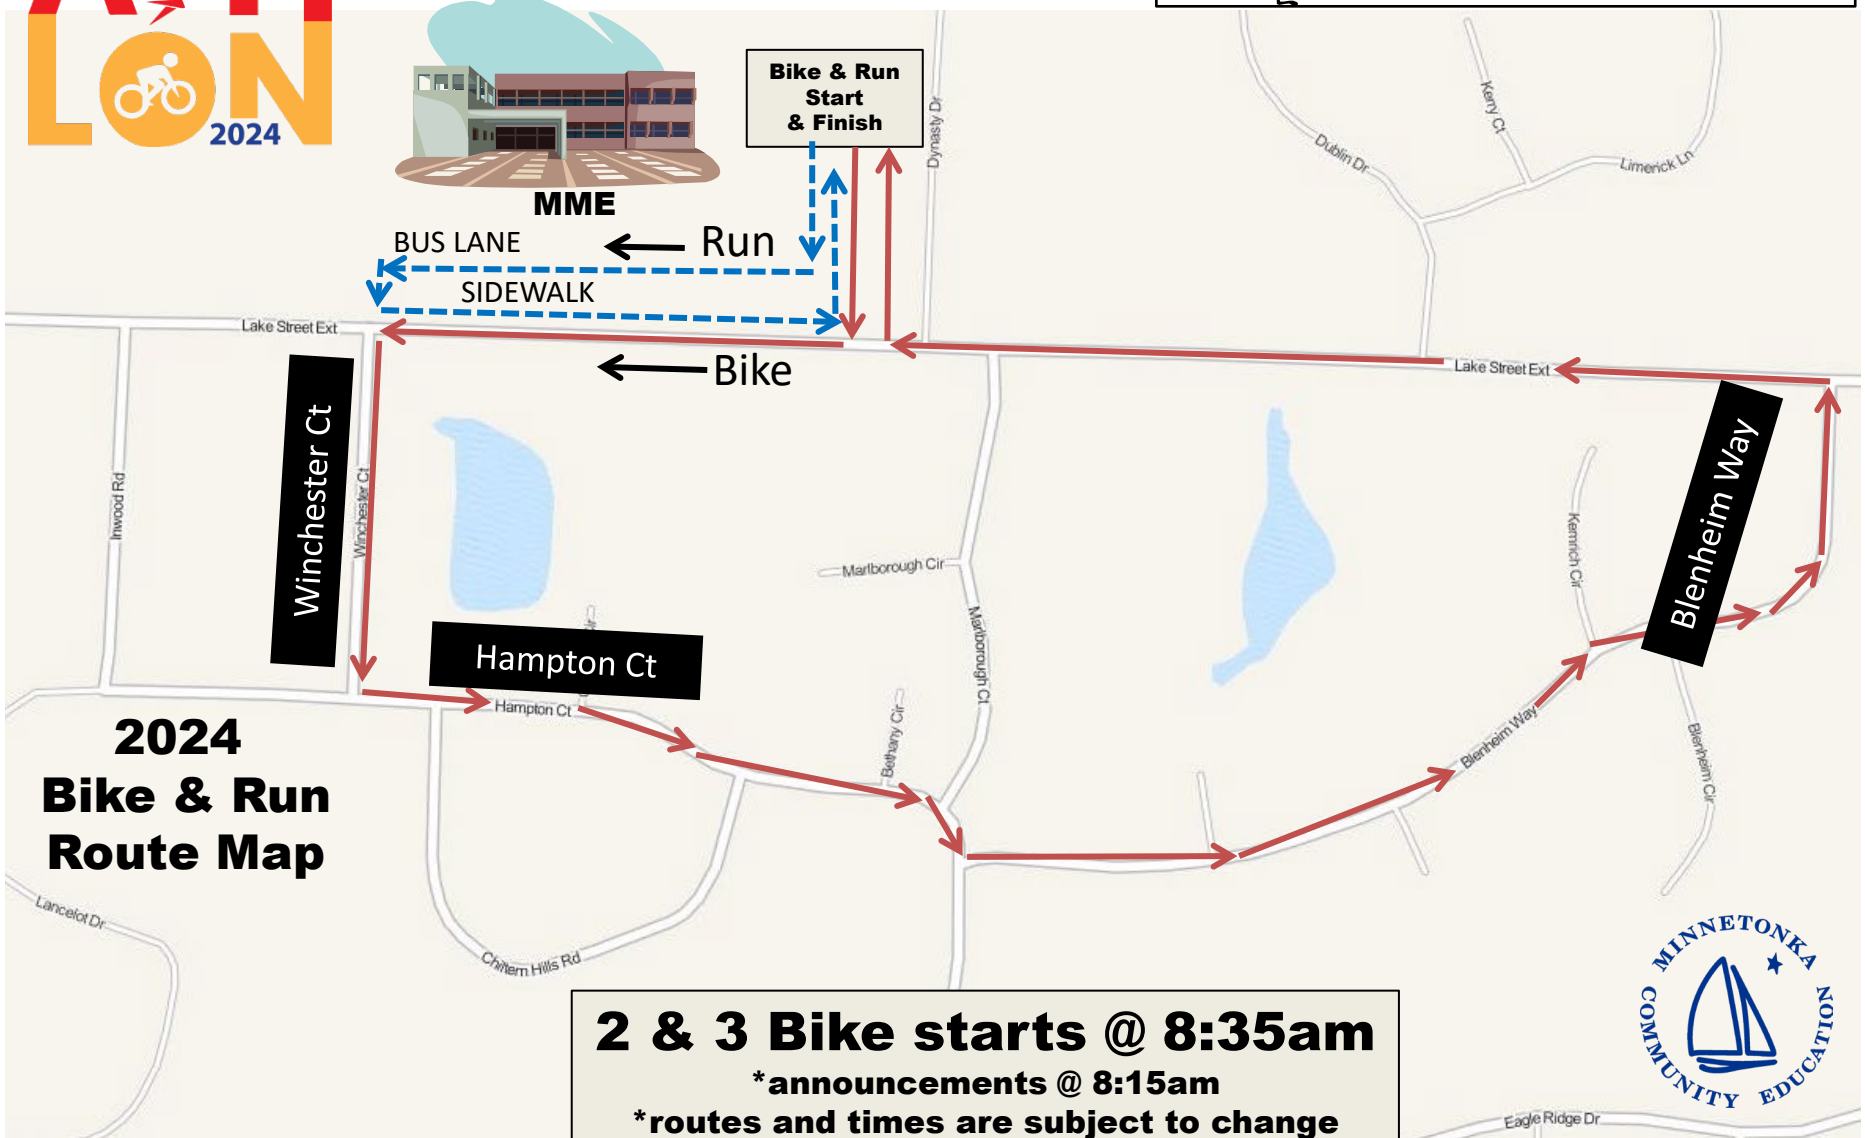 LON
2024
Bike & Run
Start
& Finish
MME
BUS LANE
Run
SIDEWALK
Bike
Lake Street Ext
Lake Street Ext
Dynasty Dr
Dublin Dr
Kerry Ct
Limerick Ln
Winchester Ct
Winchester Ct
Inwood Rd
Hampton Ct
Hampton Ct
Marlborough Cir
Marlborough Ct
Bethany Cir
Kemrich Cir
Blenheim Way
Blenheim Way
Blenheim Cir
2024
Bike & Run
Route Map
Lancelot Dr
Chiltern Hills Rd
2 & 3 Bike starts @ 8:35am
*announcements @ 8:15am
*routes and times are subject to change
MINNETONKA
COMMUNITY EDUCATION
Eagle Ridge Dr